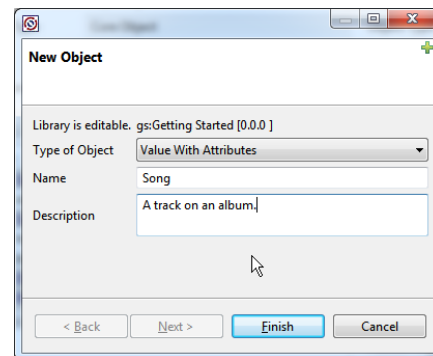 New Object
Library is editable. gs:Getting Started [0.0.0 ]
Type of Object Value With Attributes
Name Song
Description A track on an album.
< Back Next > Finish Cancel